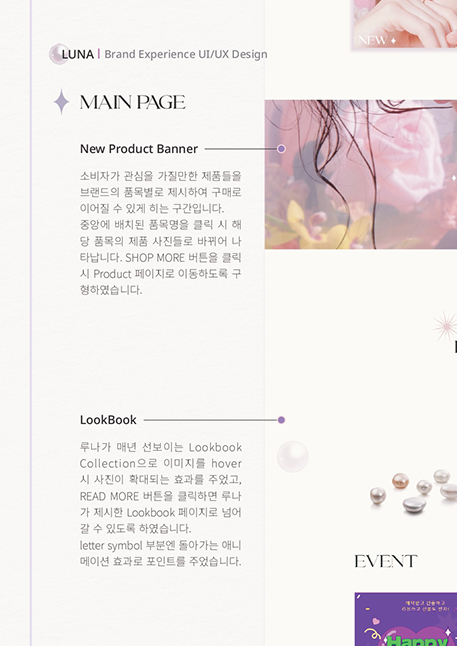 NEW
LUNA | Brand Experience UI/UX Design
MAIN PAGE
New Product Banner
소비자가 관심을 가질만한 제품들을
브랜드의 품목별로 제시하여 구매로
이어질 수 있게 히는 구간입니다.
중앙에 배치된 품목명을 클릭 시 해
당 품목의 제품 사진들로 바뀌어 나
타납니다. SHOP MORE 버튼을 클릭
시 Product 페이지로 이동하도록 구
형하였습니다.
LookBook
루나가 매년 선보이는 Lookbook
Collection으로 이미지를 hover
시 사진이 확대되는 효과를 주었고,
READ MORE 버튼을 클릭하면 루나
가 제시한 Lookbook 페이지로 넘어
갈 수 있도록 하였습니다.
letter symbol 부분엔 돌아가는 애니
메이션 효과로 포인트를 주었습니다.
EVENT
Happy